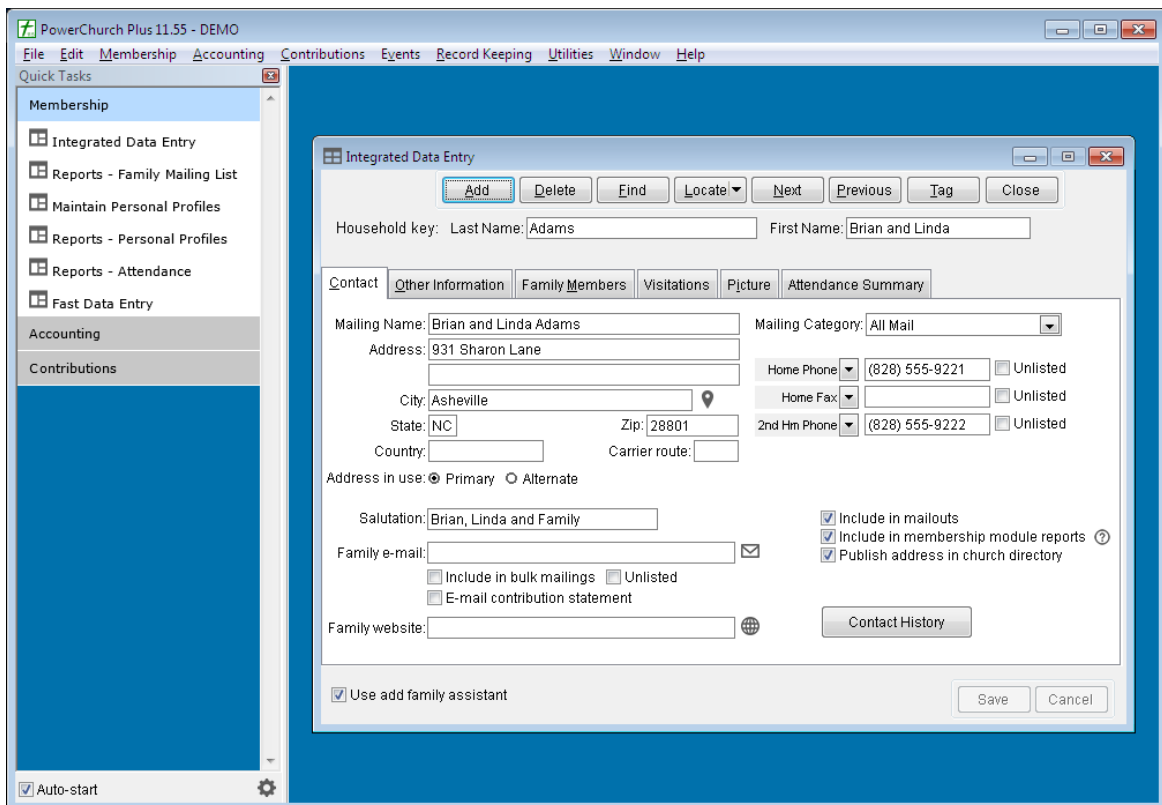 PowerChurch Plus 11.55 - DEMO
File Edit Membership Accounting Contributions Events Record Keeping Utilities Window Help
Quick Tasks
Membership
Integrated Data Entry
Reports - Family Mailing List
Maintain Personal Profiles
Reports - Personal Profiles
Reports - Attendance
Fast Data Entry
Accounting
Contributions
Auto-start
Integrated Data Entry
Add Delete Find Locate Next Previous Tag Close
Household key: Last Name: Adams First Name: Brian and Linda
Contact Other Information Family Members Visitations Picture Attendance Summary
Mailing Name: Brian and Linda Adams Mailing Category: All Mail
Address: 931 Sharon Lane
Home Phone (828) 555-9221 Unlisted
City: Asheville Home Fax Unlisted
State: NC Zip: 28801 2nd Hm Phone (828) 555-9222 Unlisted
Country: Carrier route:
Address in use: Primary Alternate
Salutation: Brian, Linda and Family Include in mailouts
Include in membership module reports ?
Family e-mail: Publish address in church directory
Include in bulk mailings Unlisted
E-mail contribution statement
Family website: Contact History
Use add family assistant Save Cancel